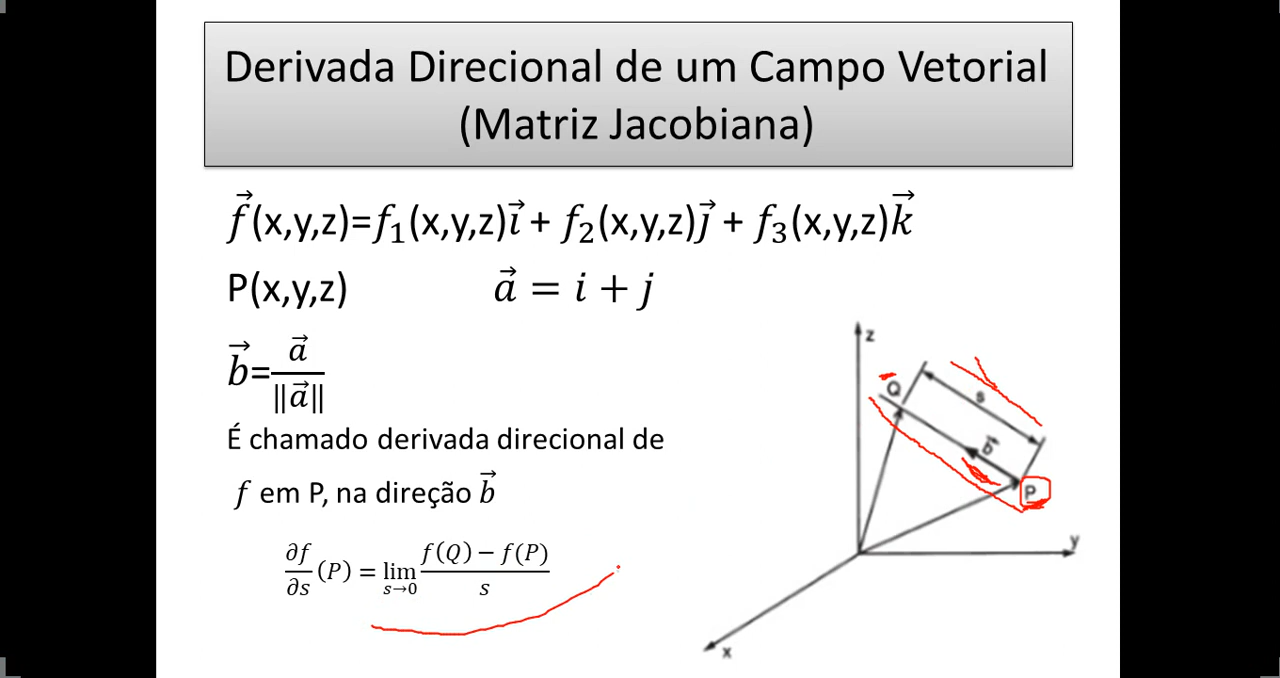 Derivada Direcional de um Campo Vetorial
(Matriz Jacobiana)
f⃗(x,y,z)=f₁(x,y,z)i⃗ + f₂(x,y,z)j⃗ + f₃(x,y,z)k⃗
P(x,y,z) a⃗ = i + j
b⃗=a⃗/‖a⃗‖
É chamado derivada direcional de
f em P, na direção b⃗
∂f/∂s (P) = lim s→0 f(Q) − f(P)/s
z
Q
s
b⃗
P
y
x